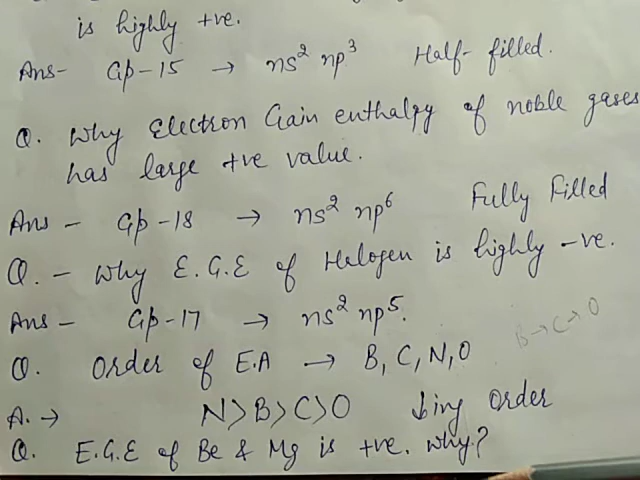 is highly +ve.
Ans- Gp-15 → ns² np³ Half-filled.
Q. Why Electron Gain enthalpy of noble gases
has large +ve value.
Ans - Gp-18 → ns² np⁶ Fully Filled
Q. - Why E.G.E of Halogen is highly -ve.
Ans - Gp-17 → ns² np⁵.
B→C→O
Q. Order of E.A → B, C, N, O
A. → N>B>C>O ↓ing order
Q. E.G.E of Be & Mg is +ve. why?